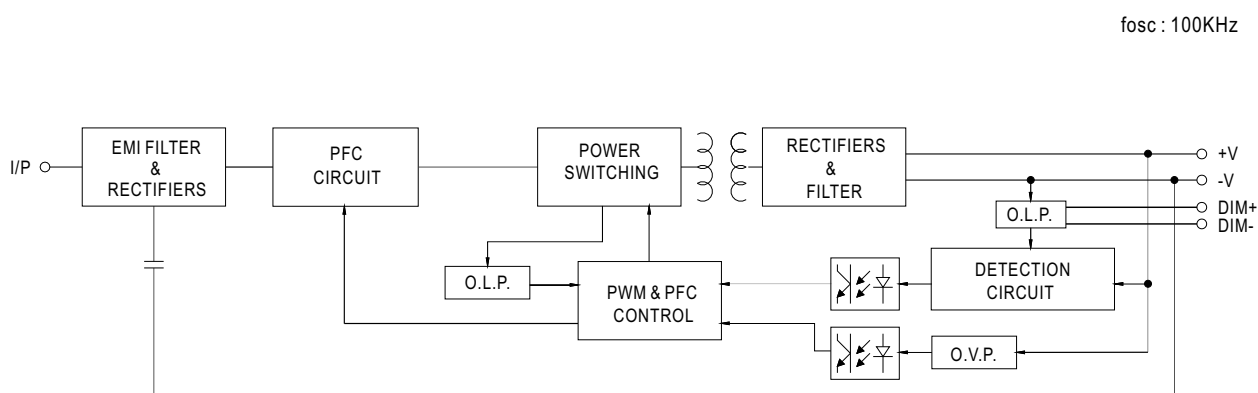 fosc : 100KHz
I/P
EMI FILTER
&
RECTIFIERS
PFC
CIRCUIT
POWER
SWITCHING
RECTIFIERS
&
FILTER
+V
-V
DIM+
DIM-
O.L.P.
O.L.P.
PWM & PFC
CONTROL
DETECTION
CIRCUIT
O.V.P.